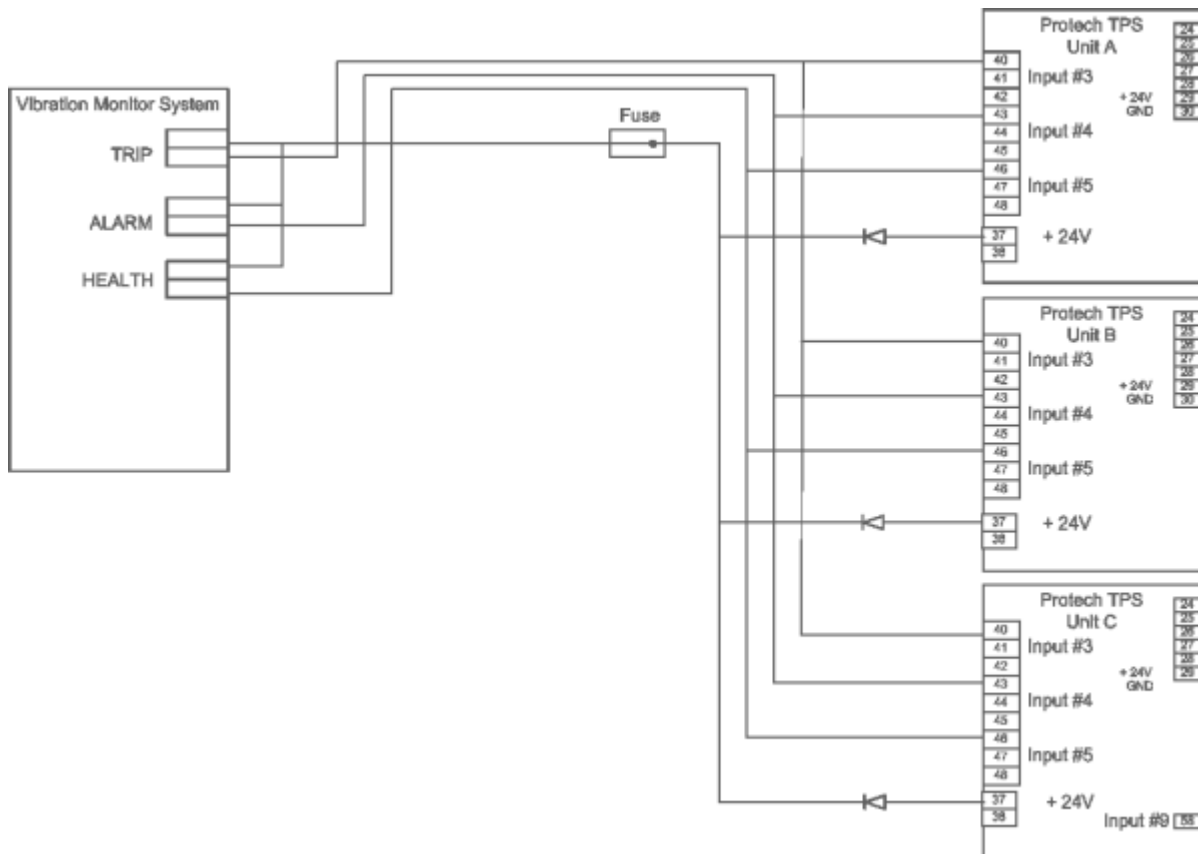 Vibration Monitor System
TRIP
ALARM
HEALTH
Fuse
Protech TPS
Unit A
40
41
42
43
44
45
46
47
48
Input #3
Input #4
Input #5
37
38
+ 24V
24
25
26
27
28
29
30
+ 24V
GND
Protech TPS
Unit B
40
41
42
43
44
45
46
47
48
Input #3
Input #4
Input #5
37
38
+ 24V
24
25
26
27
28
29
30
+ 24V
GND
Protech TPS
Unit C
40
41
42
43
44
45
46
47
48
Input #3
Input #4
Input #5
37
38
+ 24V
24
25
26
27
28
29
+ 24V
GND
Input #9